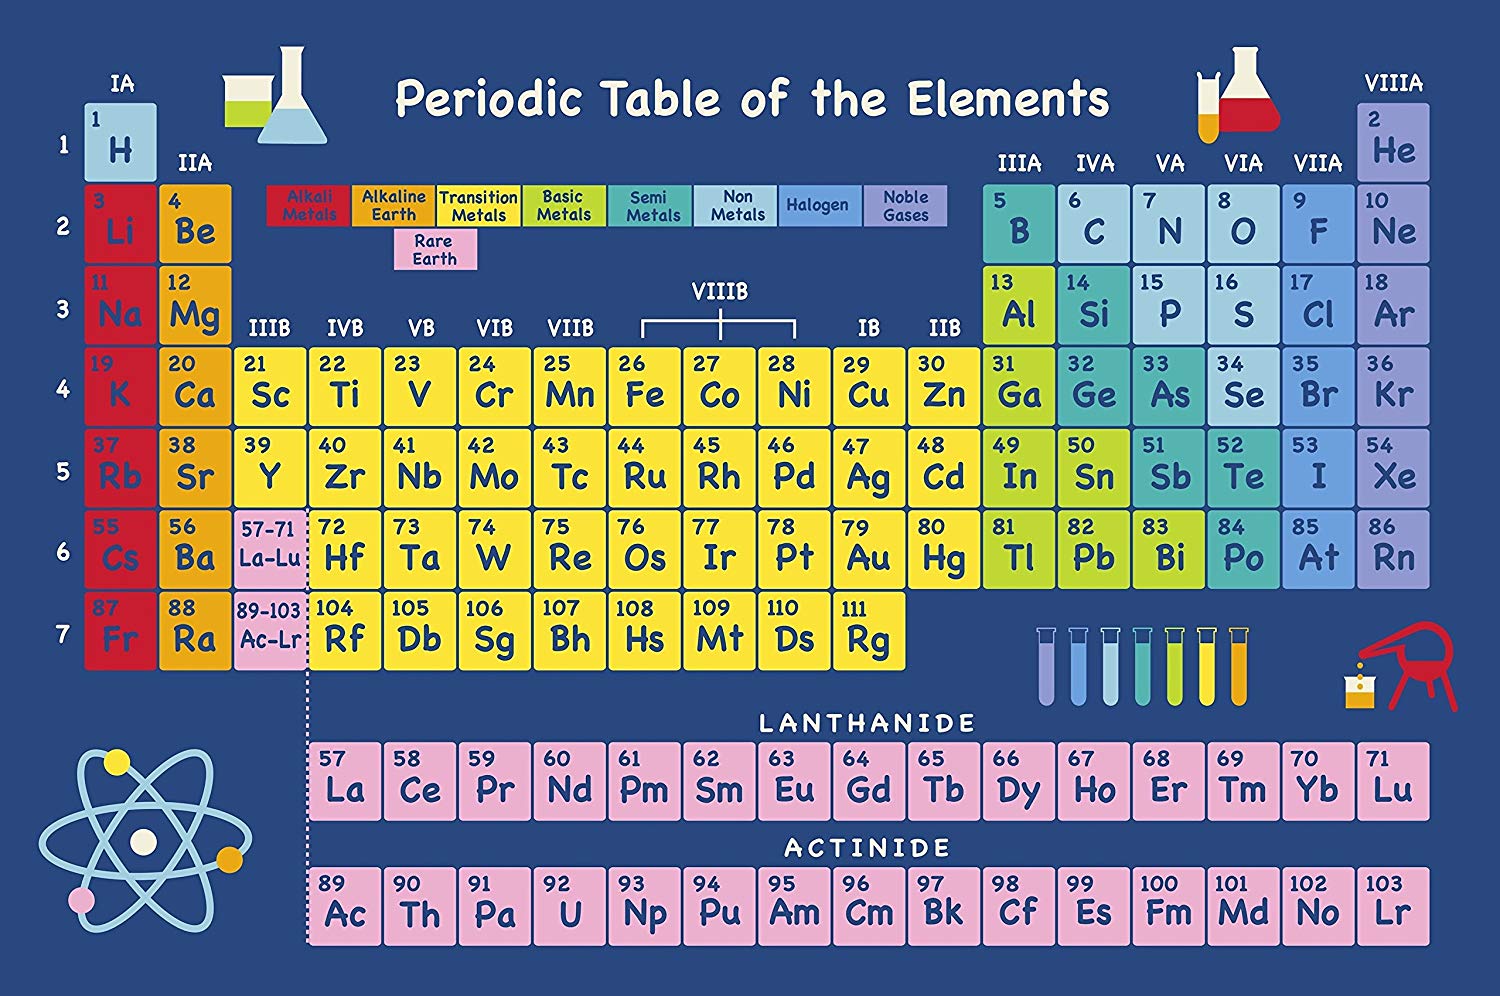 Periodic Table of the Elements
IA
VIIIA
1
1 H
2 He
IIA
IIIA IVA VA VIA VIIA
Alkali Metals
Alkaline Earth
Transition Metals
Basic Metals
Semi Metals
Non Metals
Halogen
Noble Gases
Rare Earth
2
3 Li
4 Be
5 B
6 C
7 N
8 O
9 F
10 Ne
3
11 Na
12 Mg
13 Al
14 Si
15 P
16 S
17 Cl
18 Ar
IIIB IVB VB VIB VIIB VIIIB IB IIB
4
19 K
20 Ca
21 Sc
22 Ti
23 V
24 Cr
25 Mn
26 Fe
27 Co
28 Ni
29 Cu
30 Zn
31 Ga
32 Ge
33 As
34 Se
35 Br
36 Kr
5
37 Rb
38 Sr
39 Y
40 Zr
41 Nb
42 Mo
43 Tc
44 Ru
45 Rh
46 Pd
47 Ag
48 Cd
49 In
50 Sn
51 Sb
52 Te
53 I
54 Xe
6
55 Cs
56 Ba
57-71 La-Lu
72 Hf
73 Ta
74 W
75 Re
76 Os
77 Ir
78 Pt
79 Au
80 Hg
81 Tl
82 Pb
83 Bi
84 Po
85 At
86 Rn
7
87 Fr
88 Ra
89-103 Ac-Lr
104 Rf
105 Db
106 Sg
107 Bh
108 Hs
109 Mt
110 Ds
111 Rg
LANTHANIDE
57 La
58 Ce
59 Pr
60 Nd
61 Pm
62 Sm
63 Eu
64 Gd
65 Tb
66 Dy
67 Ho
68 Er
69 Tm
70 Yb
71 Lu
ACTINIDE
89 Ac
90 Th
91 Pa
92 U
93 Np
94 Pu
95 Am
96 Cm
97 Bk
98 Cf
99 Es
100 Fm
101 Md
102 No
103 Lr